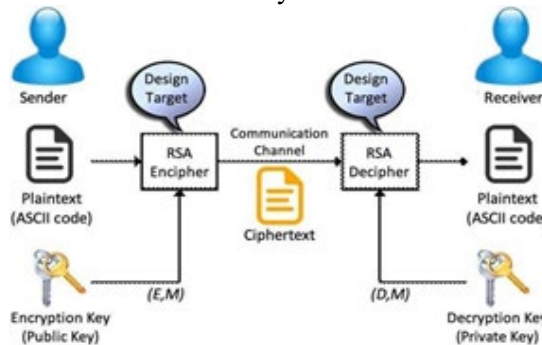 Design
Target
Design
Target
Sender
Receiver
RSA
Encipher
Communication
Channel
RSA
Decipher
Plaintext
(ASCII code)
Ciphertext
Plaintext
(ASCII code)
(E,M)
(D,M)
Encryption Key
(Public Key)
Decryption Key
(Private Key)